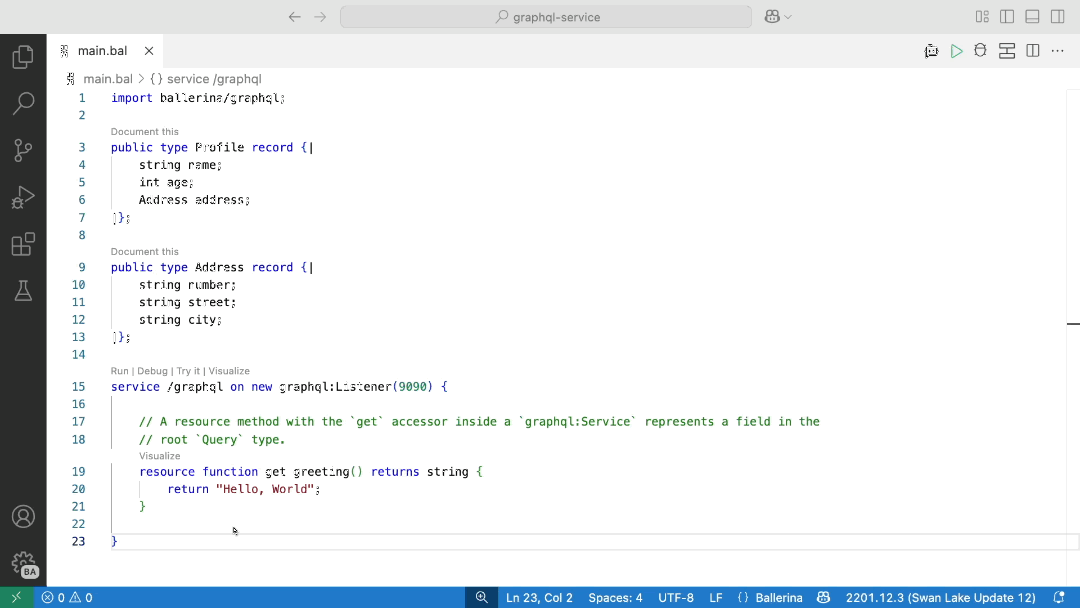 graphql-service
main.bal
main.bal > {} service /graphql
1 import ballerina/graphql;
2
Document this
3 public type Profile record {|
4 string name;
5 int age;
6 Address address;
7 |};
8
Document this
9 public type Address record {|
10 string number;
11 string street;
12 string city;
13 |};
14
Run | Debug | Try it | Visualize
15 service /graphql on new graphql:Listener(9090) {
16
17 // A resource method with the `get` accessor inside a `graphql:Service` represents a field in the
18 // root `Query` type.
Visualize
19 resource function get greeting() returns string {
20 return "Hello, World";
21 }
22
23 }
BA
0 0 Ln 23, Col 2 Spaces: 4 UTF-8 LF {} Ballerina 2201.12.3 (Swan Lake Update 12)